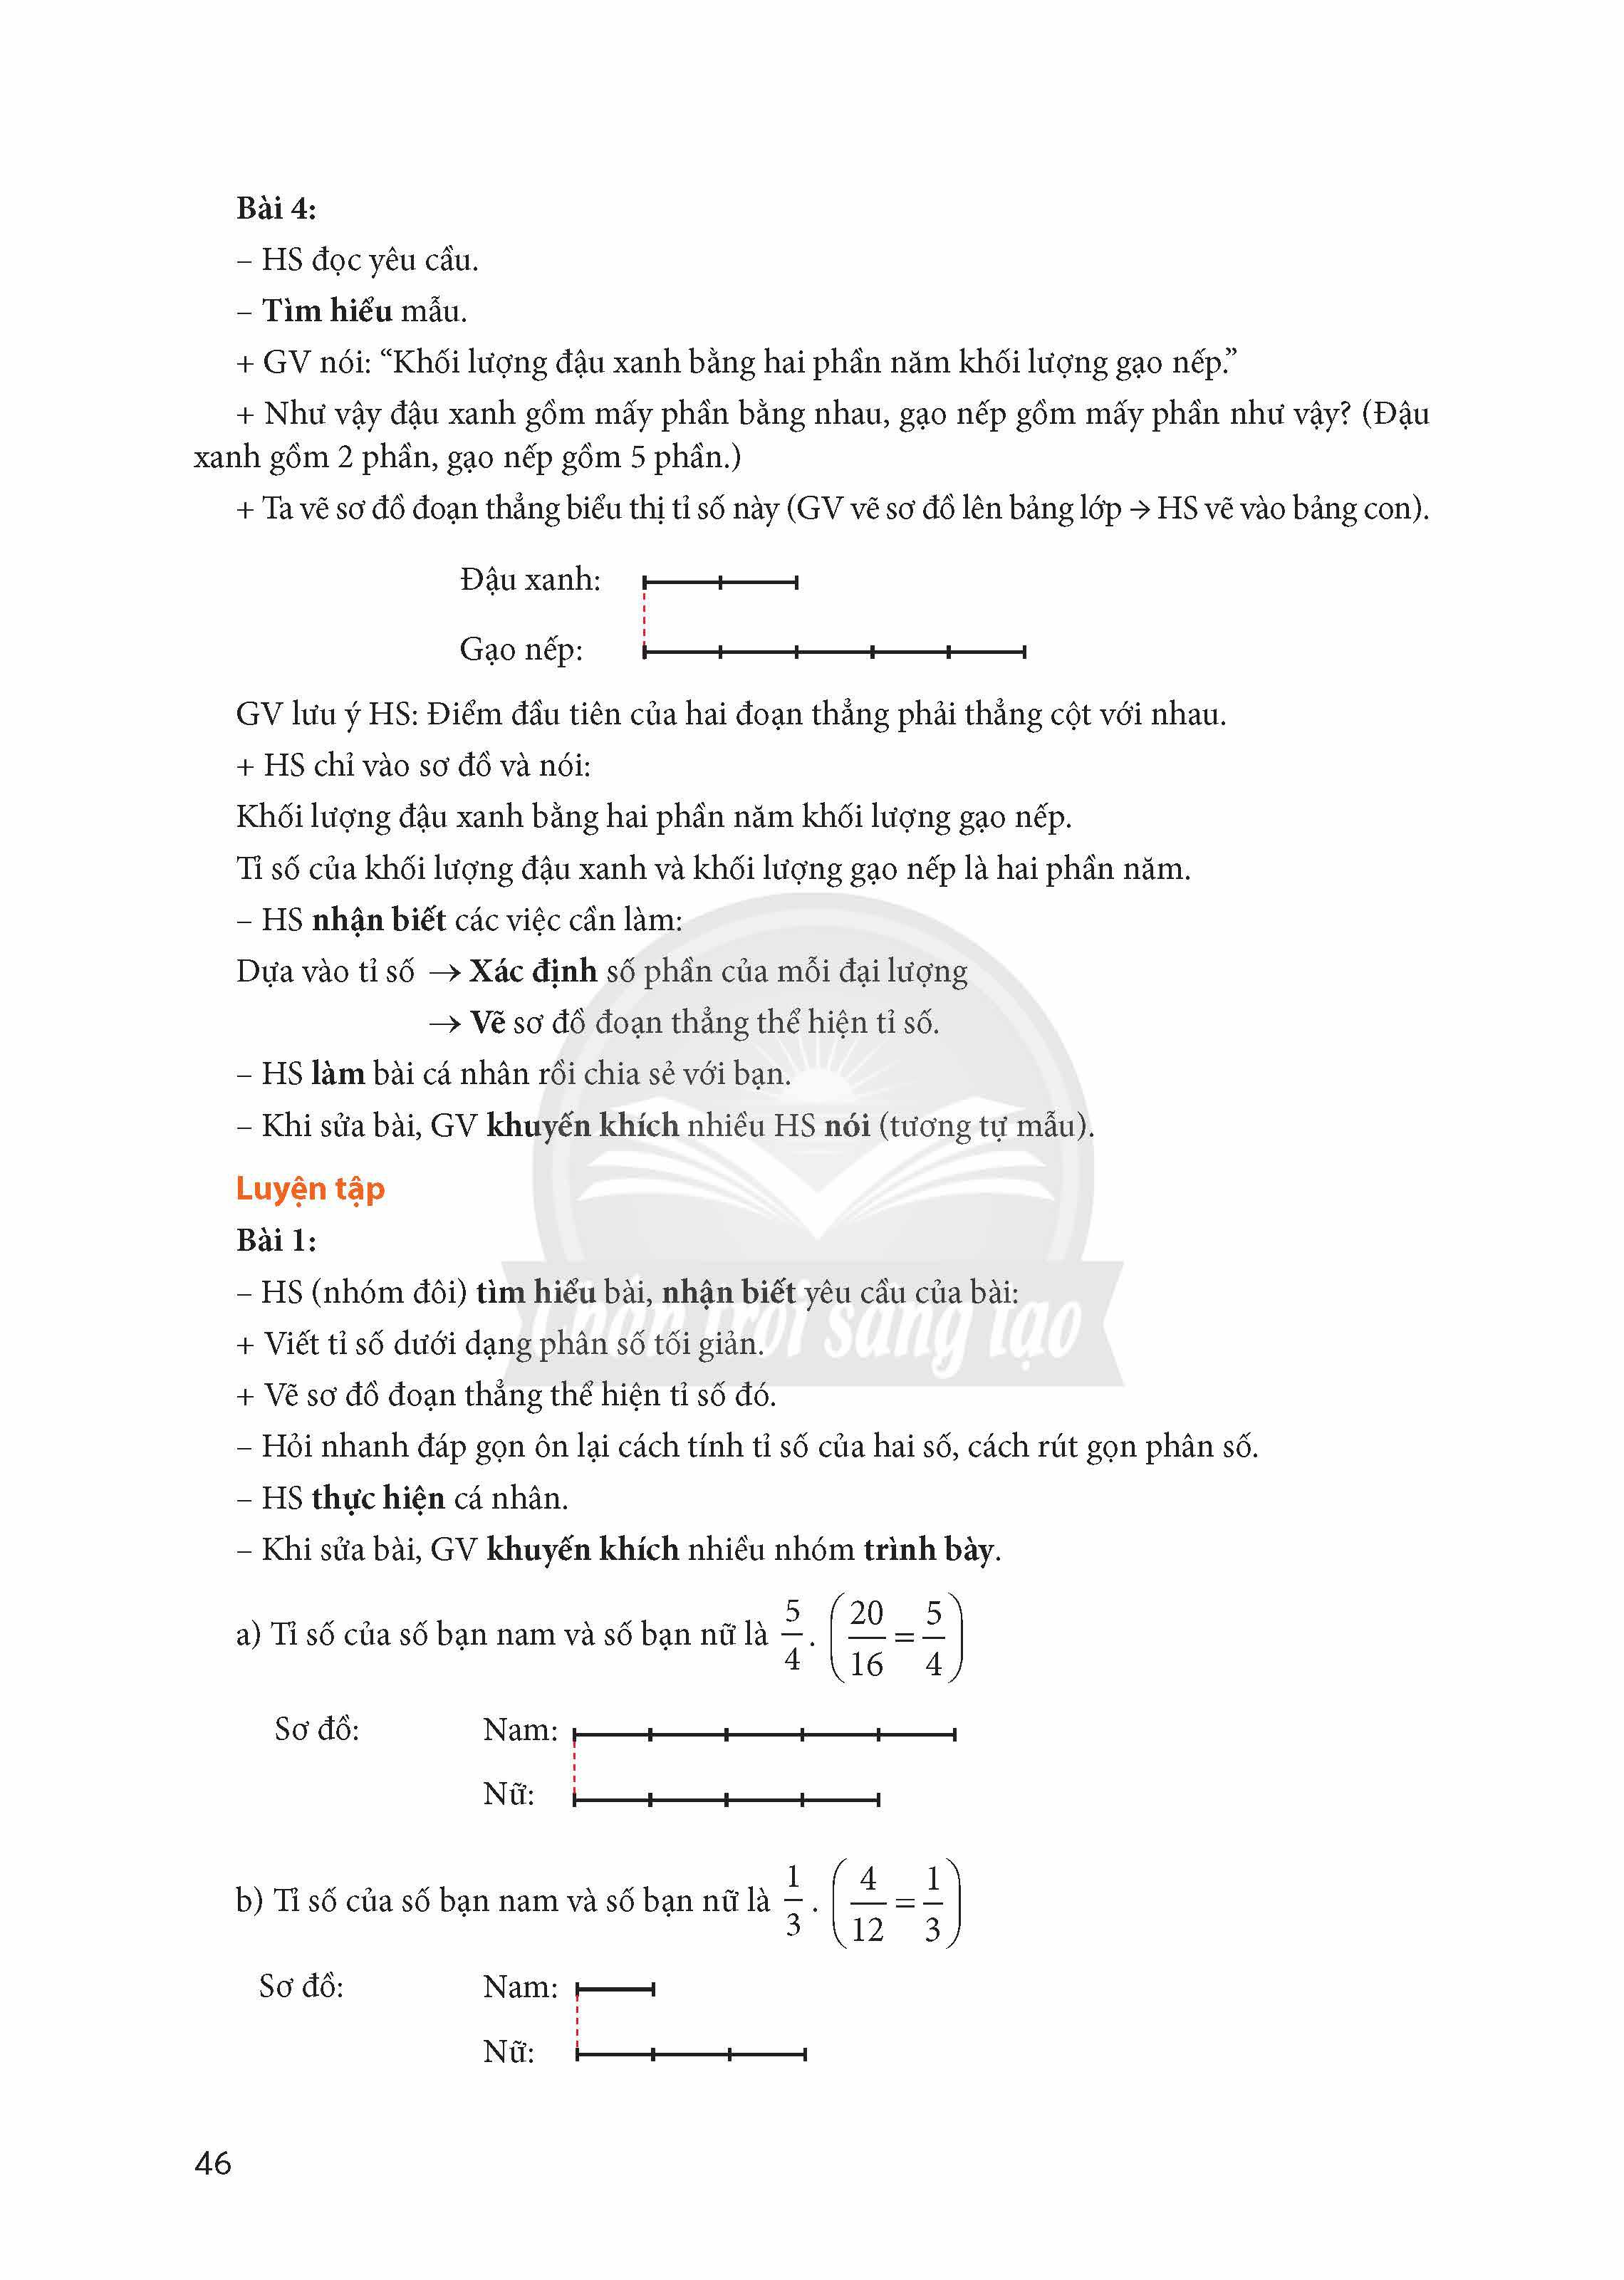 Bài 4:
– HS đọc yêu cầu.
– Tìm hiểu mẫu.
+ GV nói: “Khối lượng đậu xanh bằng hai phần năm khối lượng gạo nếp.”
+ Như vậy đậu xanh gồm mấy phần bằng nhau, gạo nếp gồm mấy phần như vậy? (Đậu
xanh gồm 2 phần, gạo nếp gồm 5 phần.)
+ Ta vẽ sơ đồ đoạn thẳng biểu thị tỉ số này (GV vẽ sơ đồ lên bảng lớp → HS vẽ vào bảng con).
Đậu xanh:
Gạo nếp:
GV lưu ý HS: Điểm đầu tiên của hai đoạn thẳng phải thẳng cột với nhau.
+ HS chỉ vào sơ đồ và nói:
Khối lượng đậu xanh bằng hai phần năm khối lượng gạo nếp.
Tỉ số của khối lượng đậu xanh và khối lượng gạo nếp là hai phần năm.
– HS nhận biết các việc cần làm:
Dựa vào tỉ số → Xác định số phần của mỗi đại lượng
→ Vẽ sơ đồ đoạn thẳng thể hiện tỉ số.
– HS làm bài cá nhân rồi chia sẻ với bạn.
– Khi sửa bài, GV khuyến khích nhiều HS nói (tương tự mẫu).
Luyện tập
Bài 1:
– HS (nhóm đôi) tìm hiểu bài, nhận biết yêu cầu của bài:
Chân trời sáng tạo
+ Viết tỉ số dưới dạng phân số tối giản.
+ Vẽ sơ đồ đoạn thẳng thể hiện tỉ số đó.
– Hỏi nhanh đáp gọn ôn lại cách tính tỉ số của hai số, cách rút gọn phân số.
– HS thực hiện cá nhân.
– Khi sửa bài, GV khuyến khích nhiều nhóm trình bày.
a) Tỉ số của số bạn nam và số bạn nữ là 5/4. (20/16 = 5/4)
Sơ đồ: Nam:
Nữ:
b) Tỉ số của số bạn nam và số bạn nữ là 1/3. (4/12 = 1/3)
Sơ đồ: Nam:
Nữ:
46